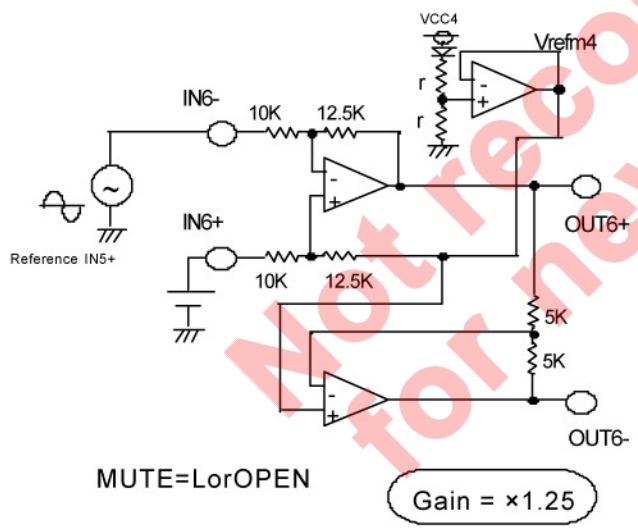 VCC4
Vrefm4
r
r
IN6-
10K
12.5K
-
+
-
+
~
IN6+
10K
12.5K
OUT6+
Reference IN5+
5K
5K
-
+
OUT6-
MUTE=LorOPEN
Gain = ×1.25
Not reco
for ne